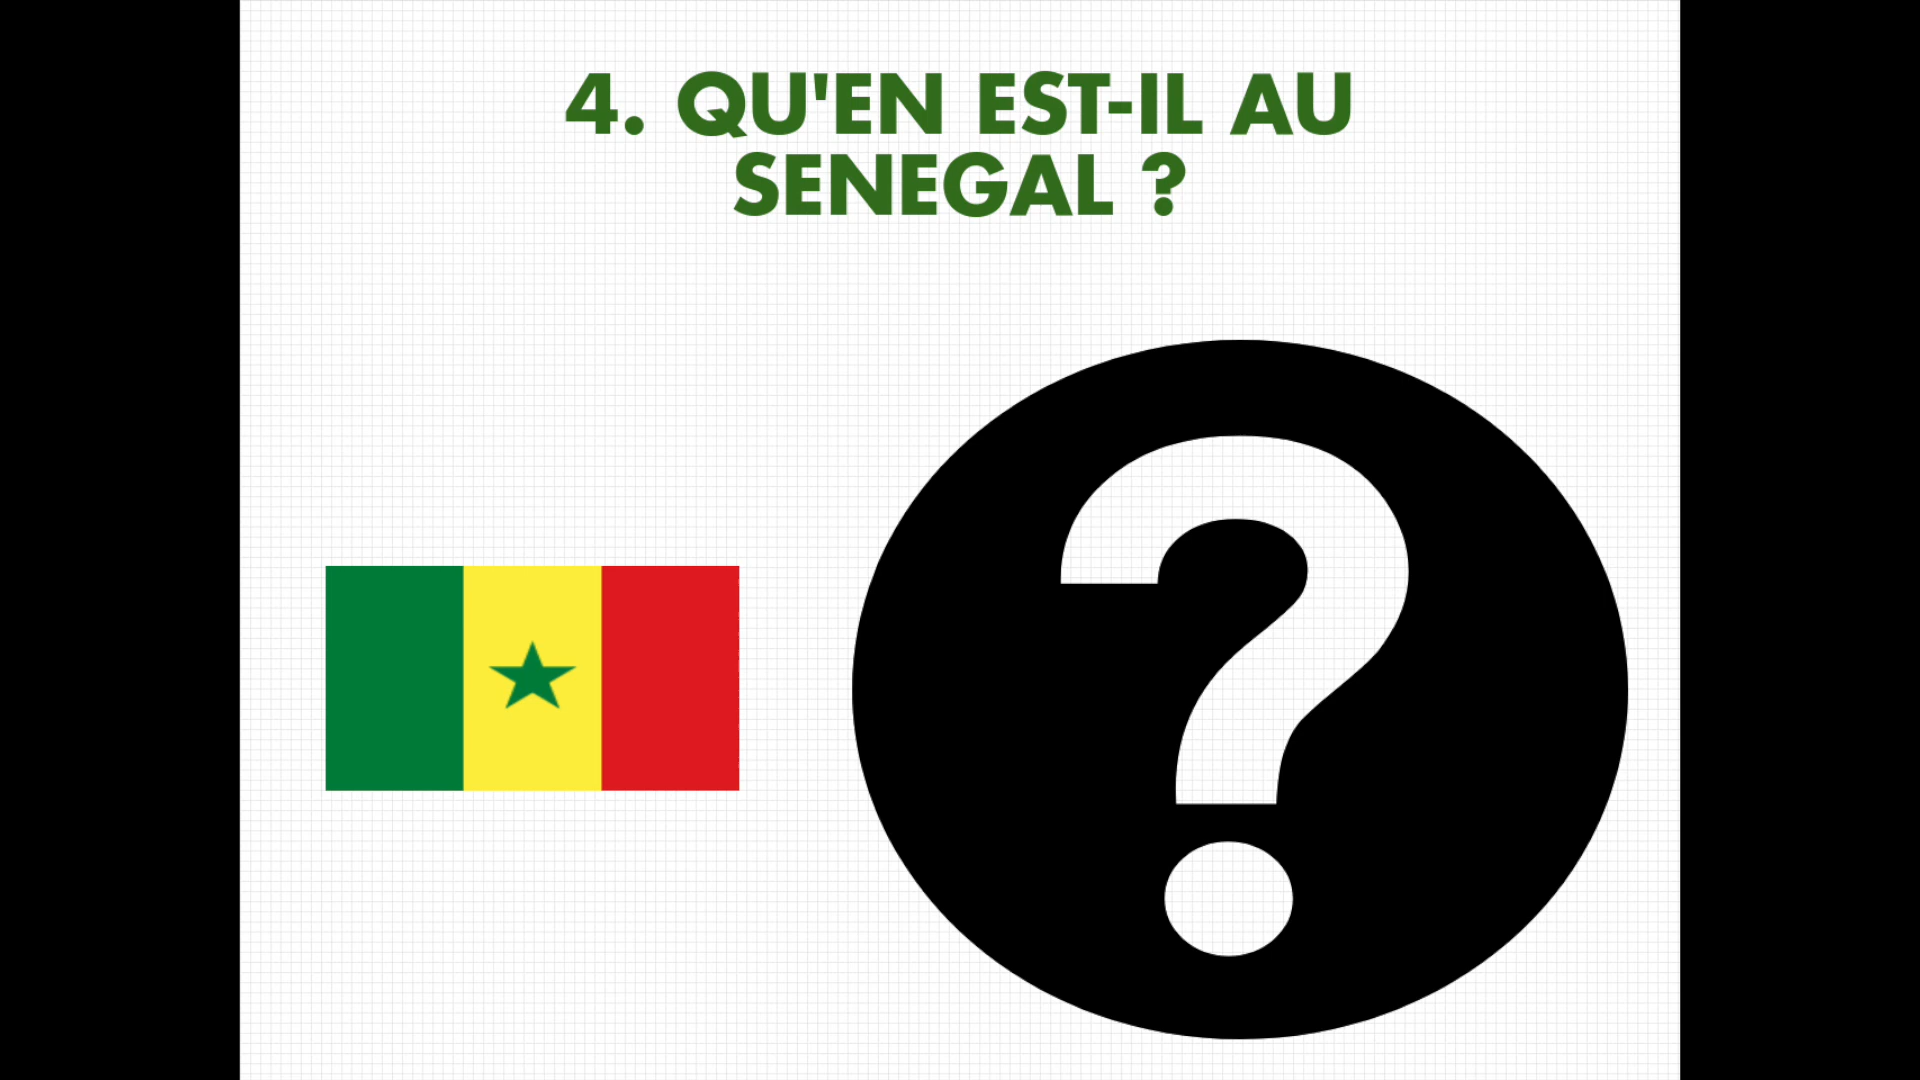 4. QU'EN EST-IL AU
SENEGAL ?
?